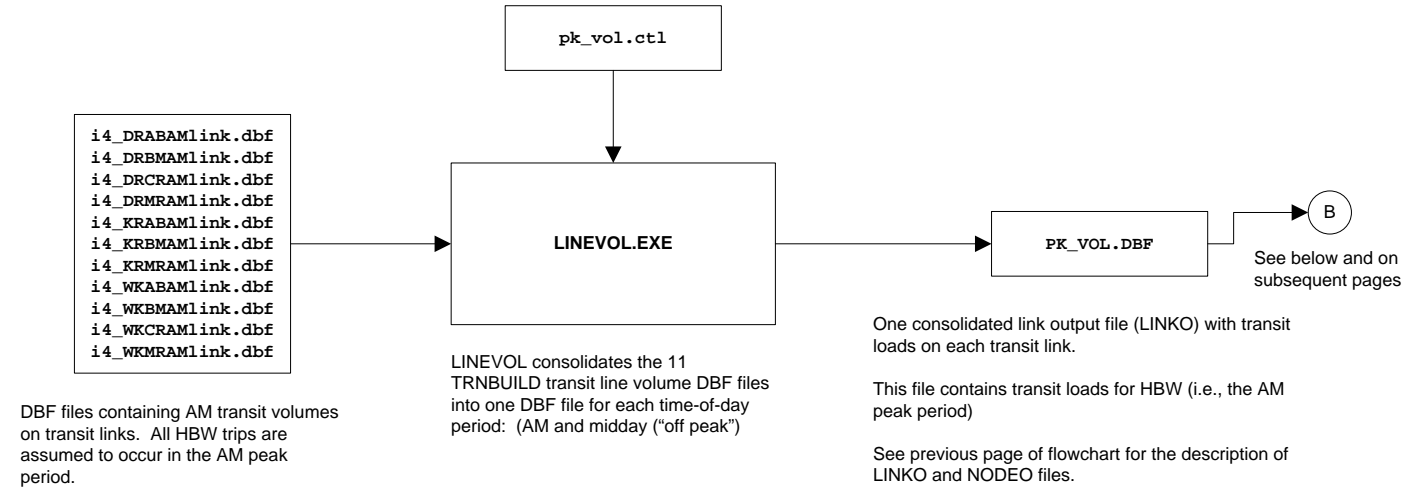 pk_vol.ctl
i4_DRABAMlink.dbf
i4_DRBMAMlink.dbf
i4_DRCRAMlink.dbf
i4_DRMRAMlink.dbf
i4_KRABAMlink.dbf
i4_KRBMAMlink.dbf
i4_KRMRAMlink.dbf
i4_WKABAMlink.dbf
i4_WKBMAMlink.dbf
i4_WKCRAMlink.dbf
i4_WKMRAMlink.dbf
DBF files containing AM transit volumes
on transit links. All HBW trips are
assumed to occur in the AM peak
period.
LINEVOL.EXE
LINEVOL consolidates the 11
TRNBUILD transit line volume DBF files
into one DBF file for each time-of-day
period: (AM and midday (“off peak”)
PK_VOL.DBF
One consolidated link output file (LINKO) with transit
loads on each transit link.
This file contains transit loads for HBW (i.e., the AM
peak period)
See previous page of flowchart for the description of
LINKO and NODEO files.
B
See below and on
subsequent pages